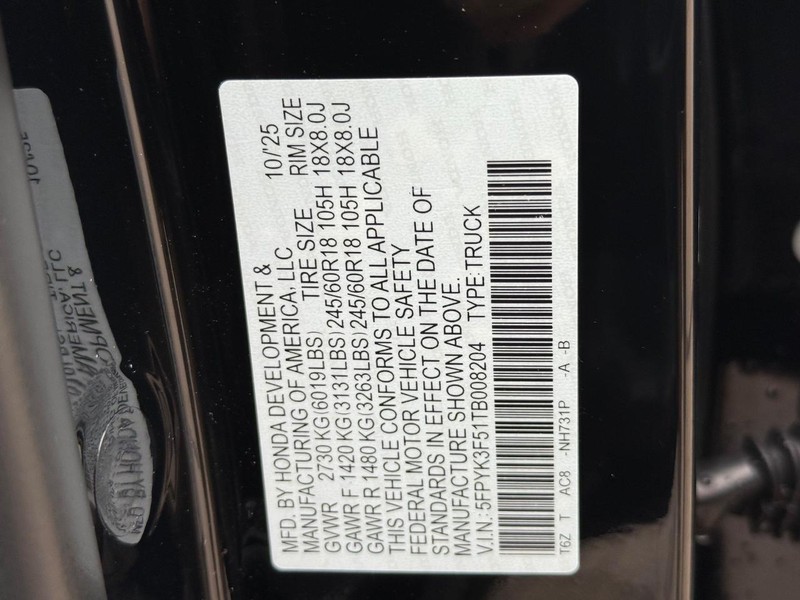 MFD. BY HONDA DEVELOPMENT &
MANUFACTURING OF AMERICA, LLC 10/'25
GVWR 2730 KG(6019LBS) TIRE SIZE RIM SIZE
GAWR F 1420 KG(3131LBS) 245/60R18 105H 18X8.0J
GAWR R 1480 KG(3263LBS) 245/60R18 105H 18X8.0J
THIS VEHICLE CONFORMS TO ALL APPLICABLE
FEDERAL MOTOR VEHICLE SAFETY
STANDARDS IN EFFECT ON THE DATE OF
MANUFACTURE SHOWN ABOVE.
V.I.N.: 5FPYK3F51TB008204 TYPE: TRUCK
T6Z T AC8 -NH731P -A -B